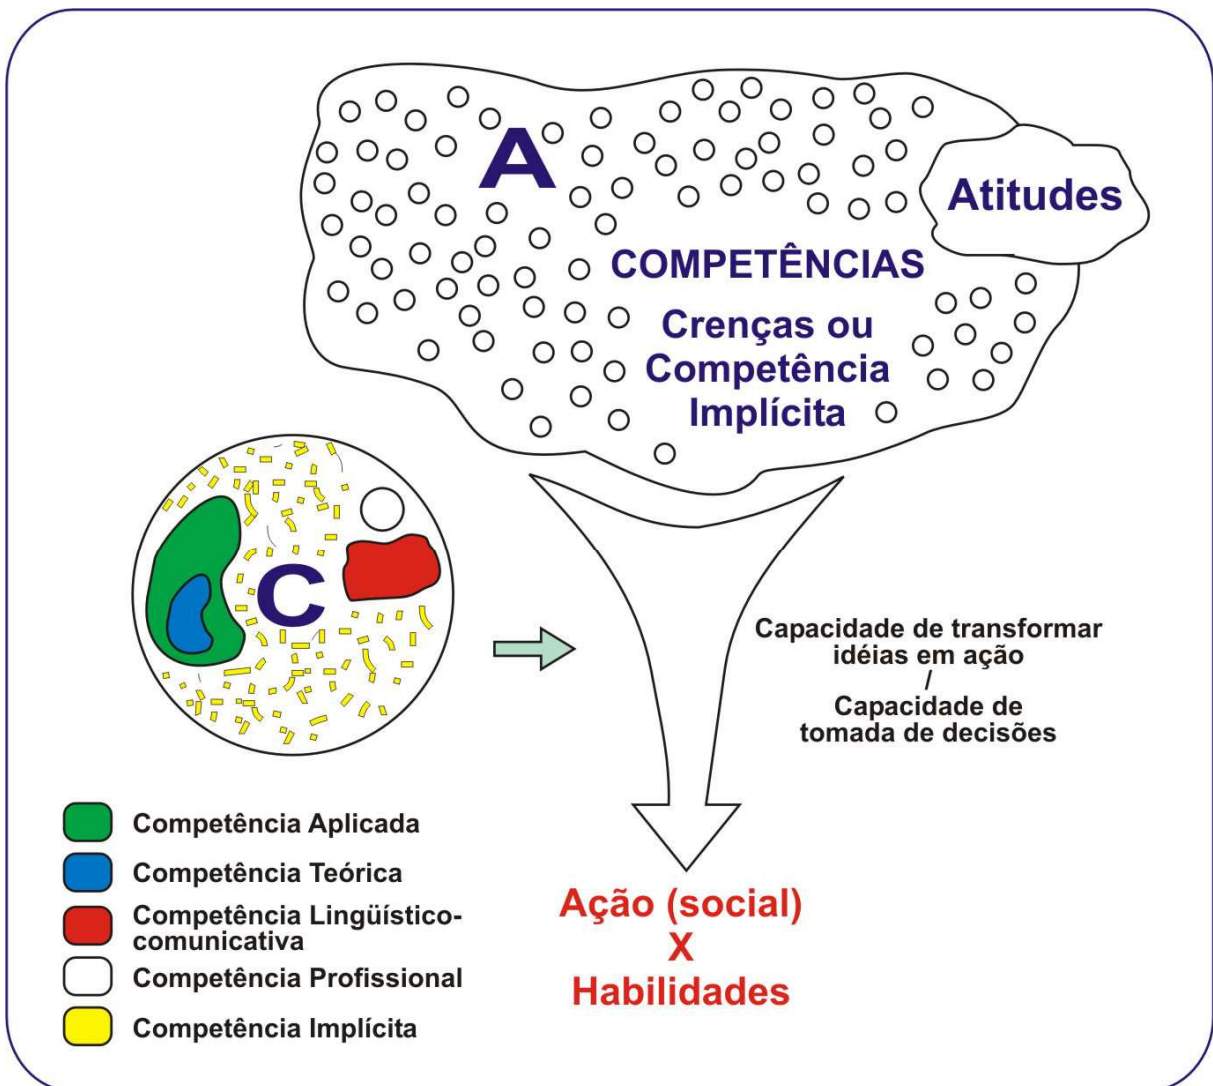 A
Atitudes
COMPETÊNCIAS
Crenças ou
Competência
Implícita
C
Capacidade de transformar
idéias em ação
/
Capacidade de
tomada de decisões
Competência Aplicada
Competência Teórica
Competência Lingüístico-
comunicativa
Competência Profissional
Competência Implícita
Ação (social)
X
Habilidades